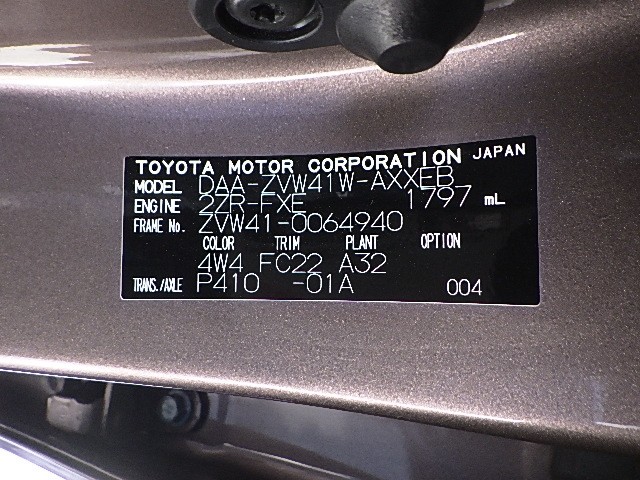 TOYOTA MOTOR CORPORATION JAPAN
MODEL DAA-ZVW41W-AXXEB
ENGINE 2ZR-FXE 1797 mL
FRAME No. ZVW41-0064940
COLOR TRIM PLANT OPTION
4W4 FC22 A32
TRANS./AXLE P410 -01A 004